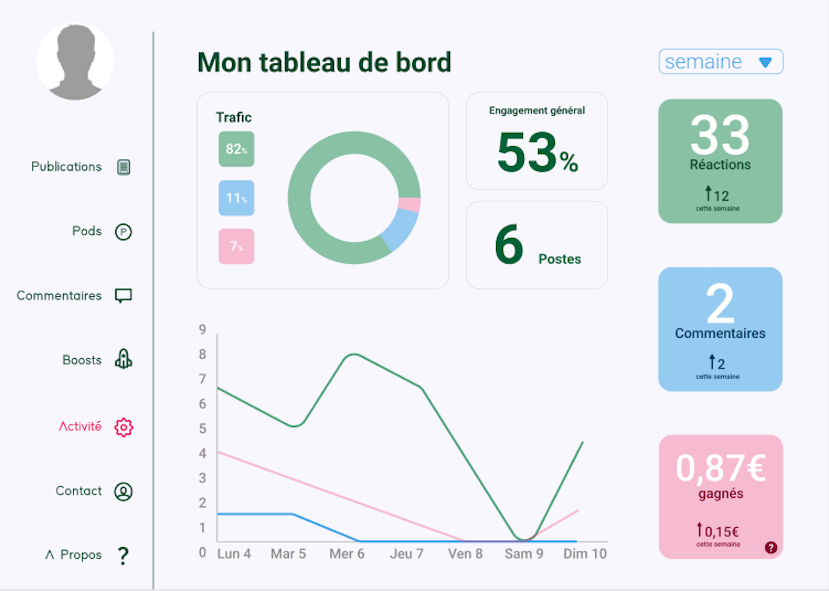 Mon tableau de bord
semaine
Publications
Pods
P
Commentaires
Boosts
Λctivité
Contact
Λ Propos
?
Trafic
82%
11%
7%
Engagement général
53%
6 Postes
33
Réactions
12
cette semaine
2
Commentaires
2
cette semaine
0,87€
gagnés
0,15€
cette semaine
?
9
8
7
6
5
4
3
2
1
0
Lun 4 Mar 5 Mer 6 Jeu 7 Ven 8 Sam 9 Dim 10